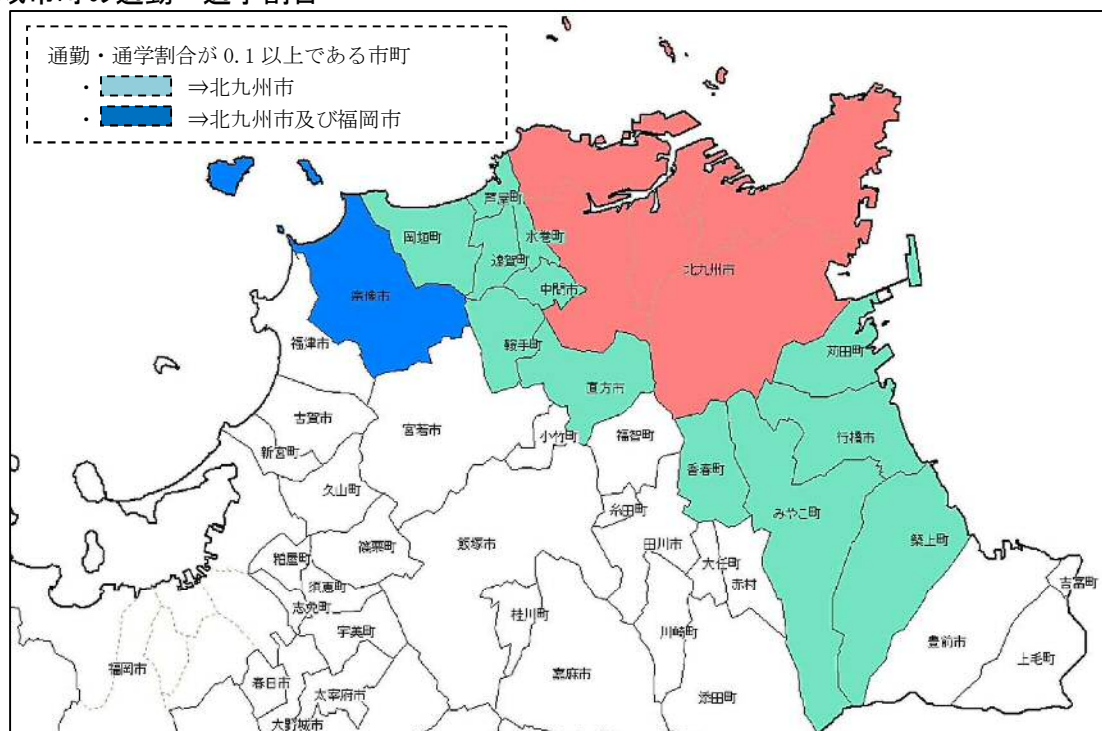 通勤・通学割合が 0.1 以上である市町
・ ⇒北九州市
・ ⇒北九州市及び福岡市
芦屋町
岡垣町
水巻町
遠賀町
中間市
北九州市
宗像市
福津市
鞍手町
苅田町
直方市
古賀市
宮若市
小竹町
福智町
行橋市
新宮町
香春町
久山町
糸田町
みやこ町
篠栗町
飯塚市
田川市
築上町
粕屋町
大任町
須恵町
赤村
吉富町
志免町
桂川町
宇美町
川崎町
豊前市
上毛町
福岡市
春日市
嘉麻市
太宰府市
添田町
大野城市